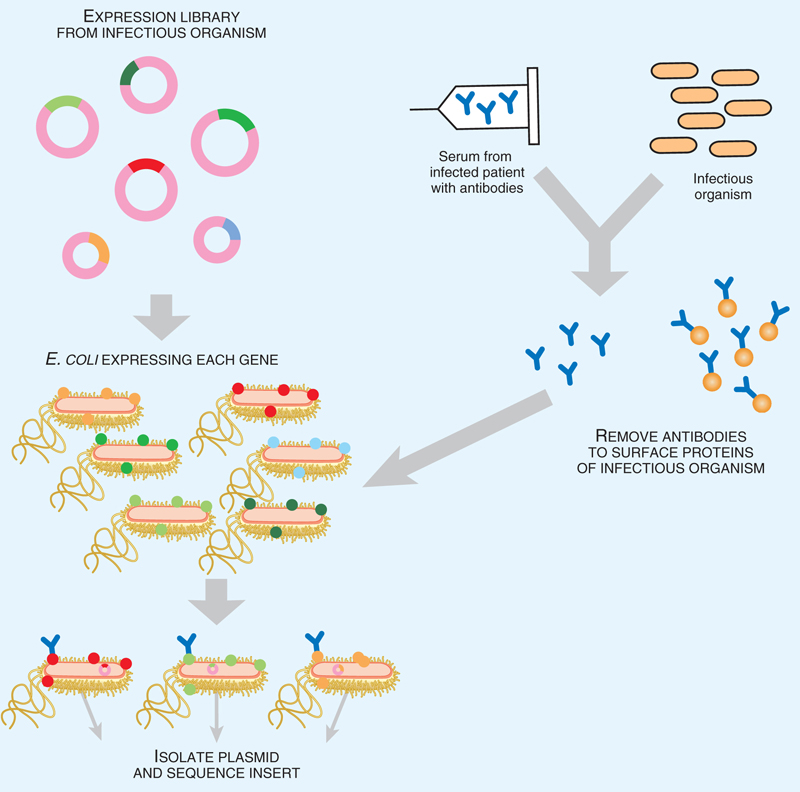 EXPRESSION LIBRARY
FROM INFECTIOUS ORGANISM
Serum from
infected patient
with antibodies
Infectious
organism
E. COLI EXPRESSING EACH GENE
REMOVE ANTIBODIES
TO SURFACE PROTEINS
OF INFECTIOUS ORGANISM
ISOLATE PLASMID
AND SEQUENCE INSERT